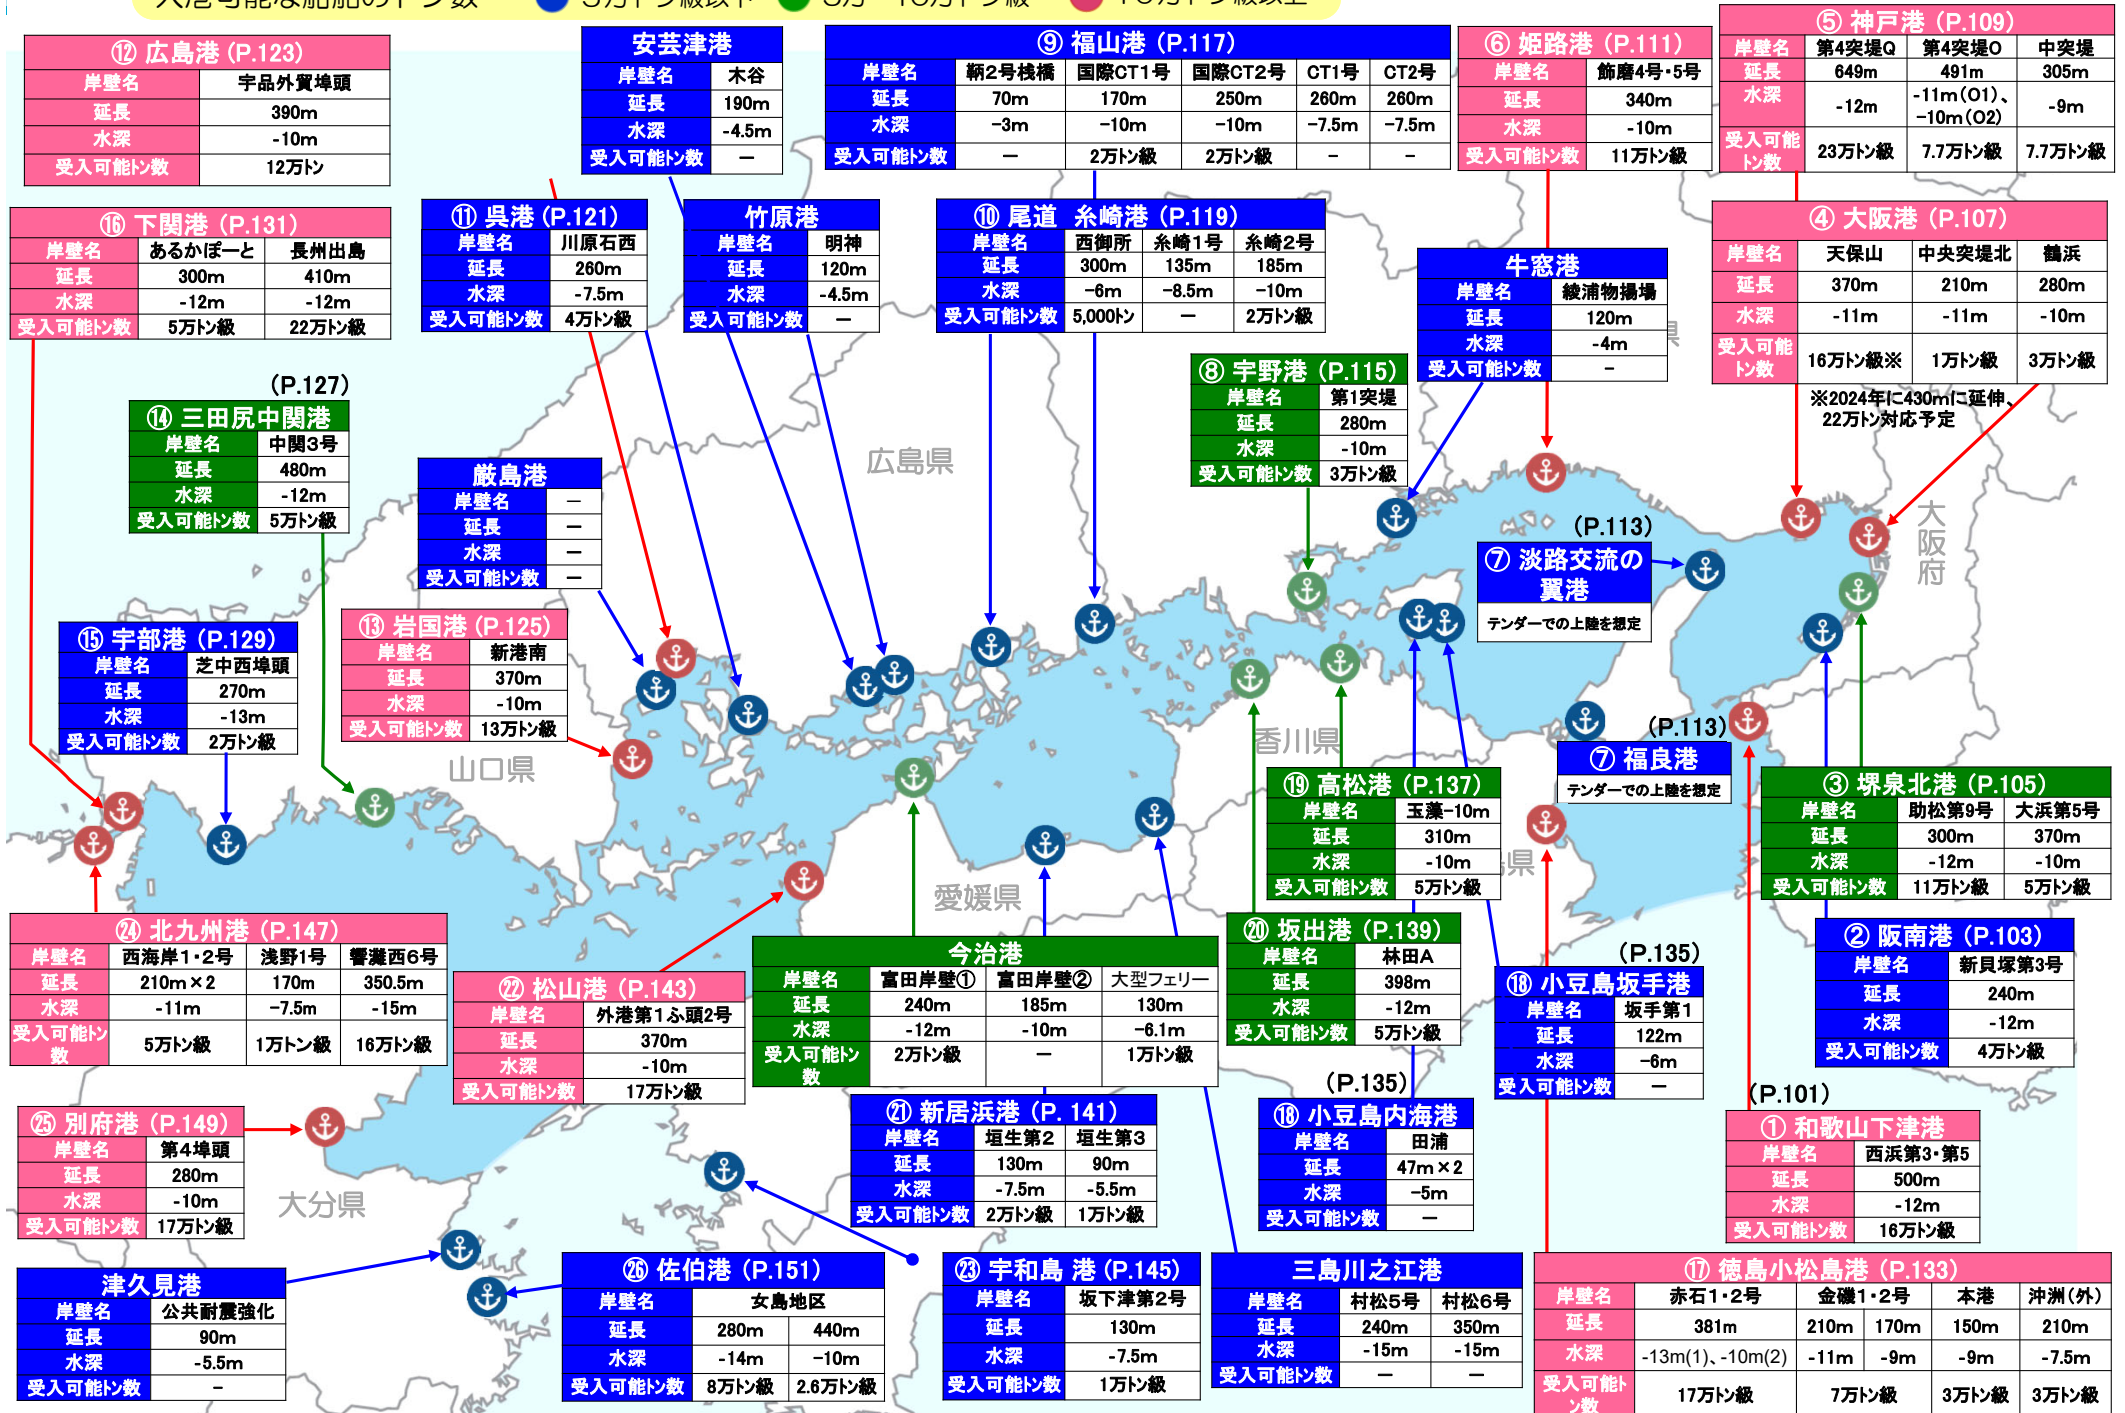 入港可能な船舶のトン数
⑫ 広島港 (P.123)
岸壁名 宇品外貿埠頭
延長 390m
水深 -10m
受入可能トン数 12万トン
安芸津港
岸壁名 木谷
延長 190m
水深 -4.5m
受入可能トン数 －
⑨ 福山港 (P.117)
岸壁名 鞆2号桟橋 国際CT1号 国際CT2号 CT1号 CT2号
延長 70m 170m 250m 260m 260m
水深 -3m -10m -10m -7.5m -7.5m
受入可能トン数 － 2万トン級 2万トン級 - -
⑥ 姫路港 (P.111)
岸壁名 飾磨4号・5号
延長 340m
水深 -10m
受入可能トン数 11万トン級
⑤ 神戸港 (P.109)
岸壁名 第4突堤Q 第4突堤O 中突堤
延長 649m 491m 305m
水深 -12m -11m(O1)、-10m(O2) -9m
受入可能トン数 23万トン級 7.7万トン級 7.7万トン級
⑯ 下関港 (P.131)
岸壁名 あるかぽーと 長州出島
延長 300m 410m
水深 -12m -12m
受入可能トン数 5万トン級 22万トン級
⑪ 呉港 (P.121)
岸壁名 川原石西
延長 260m
水深 -7.5m
受入可能トン数 4万トン級
竹原港
岸壁名 明神
延長 120m
水深 -4.5m
受入可能トン数 －
⑩ 尾道 糸崎港 (P.119)
岸壁名 西御所 糸崎1号 糸崎2号
延長 300m 135m 185m
水深 -6m -8.5m -10m
受入可能トン数 5,000トン － 2万トン級
牛窓港
岸壁名 綾浦物揚場
延長 120m
水深 -4m
受入可能トン数 -
県
④ 大阪港 (P.107)
岸壁名 天保山 中央突堤北 鶴浜
延長 370m 210m 280m
水深 -11m -11m -10m
受入可能トン数 16万トン級※ 1万トン級 3万トン級
※2024年に430mに延伸、
22万トン対応予定
⑧ 宇野港 (P.115)
岸壁名 第1突堤
延長 280m
水深 -10m
受入可能トン数 3万トン級
(P.127)
⑭ 三田尻中関港
岸壁名 中関3号
延長 480m
水深 -12m
受入可能トン数 5万トン級
広島県
厳島港
岸壁名 －
延長 －
水深 －
受入可能トン数 －
大阪府
(P.113)
⑦ 淡路交流の
翼港
テンダーでの上陸を想定
⑮ 宇部港 (P.129)
岸壁名 芝中西埠頭
延長 270m
水深 -13m
受入可能トン数 2万トン級
⑬ 岩国港 (P.125)
岸壁名 新港南
延長 370m
水深 -10m
受入可能トン数 13万トン級
山口県
香川県
(P.113)
⑦ 福良港
テンダーでの上陸を想定
⑲ 高松港 (P.137)
岸壁名 玉藻-10m
延長 310m
水深 -10m
受入可能トン数 5万トン級
県
③ 堺泉北港 (P.105)
岸壁名 助松第9号 大浜第5号
延長 300m 370m
水深 -12m -10m
受入可能トン数 11万トン級 5万トン級
愛媛県
㉔ 北九州港 (P.147)
岸壁名 西海岸1・2号 浅野1号 響灘西6号
延長 210m×2 170m 350.5m
水深 -11m -7.5m -15m
受入可能トン数 5万トン級 1万トン級 16万トン級
㉒ 松山港 (P.143)
岸壁名 外港第1ふ頭2号
延長 370m
水深 -10m
受入可能トン数 17万トン級
今治港
岸壁名 富田岸壁① 富田岸壁② 大型フェリー
延長 240m 185m 130m
水深 -12m -10m -6.1m
受入可能トン数 2万トン級 － 1万トン級
⑳ 坂出港 (P.139)
岸壁名 林田A
延長 398m
水深 -12m
受入可能トン数 5万トン級
(P.135)
⑱ 小豆島坂手港
岸壁名 坂手第1
延長 122m
水深 -6m
受入可能トン数 －
② 阪南港 (P.103)
岸壁名 新貝塚第3号
延長 240m
水深 -12m
受入可能トン数 4万トン級
㉕ 別府港 (P.149)
岸壁名 第4埠頭
延長 280m
水深 -10m
受入可能トン数 17万トン級
大分県
㉑ 新居浜港 (P. 141)
岸壁名 垣生第2 垣生第3
延長 130m 90m
水深 -7.5m -5.5m
受入可能トン数 2万トン級 1万トン級
(P.135)
⑱ 小豆島内海港
岸壁名 田浦
延長 47m×2
水深 -5m
受入可能トン数 －
(P.101)
① 和歌山下津港
岸壁名 西浜第3・第5
延長 500m
水深 -12m
受入可能トン数 16万トン級
津久見港
岸壁名 公共耐震強化
延長 90m
水深 -5.5m
受入可能トン数 -
㉖ 佐伯港 (P.151)
岸壁名 女島地区
延長 280m 440m
水深 -14m -10m
受入可能トン数 8万トン級 2.6万トン級
㉓ 宇和島 港 (P.145)
岸壁名 坂下津第2号
延長 130m
水深 -7.5m
受入可能トン数 1万トン級
三島川之江港
岸壁名 村松5号 村松6号
延長 240m 350m
水深 -15m -15m
受入可能トン数 － －
⑰ 徳島小松島港 (P.133)
岸壁名 赤石1・2号 金磯1・2号 本港 沖洲(外)
延長 381m 210m 170m 150m 210m
水深 -13m(1)、-10m(2) -11m -9m -9m -7.5m
受入可能トン数 17万トン級 7万トン級 3万トン級 3万トン級